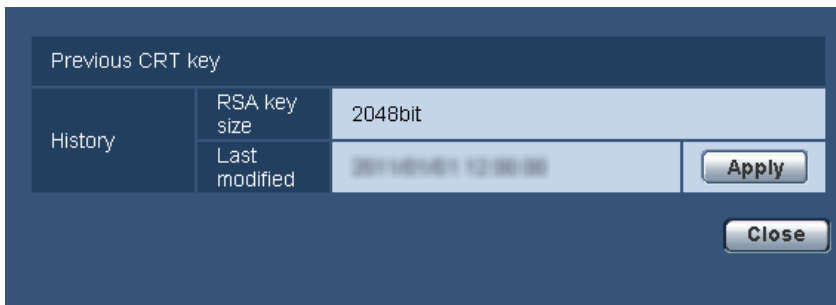 Previous CRT key
History
RSA key size
2048bit
Last modified
Apply
Close